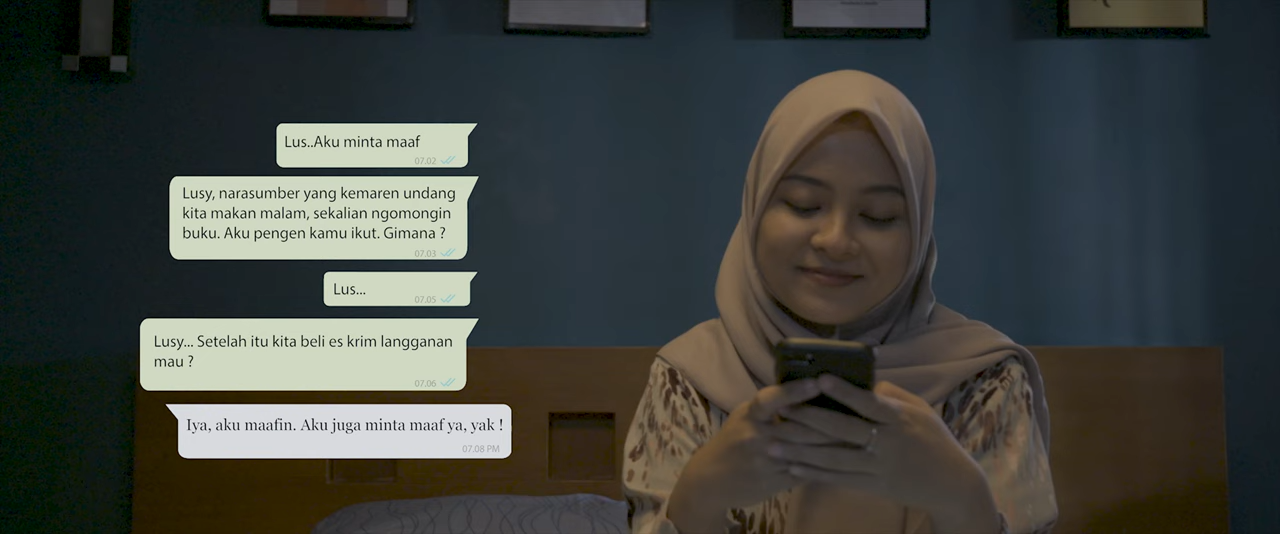 Lus..Aku minta maaf
07.02
Lusy, narasumber yang kemaren undang
kita makan malam, sekalian ngomongin
buku. Aku pengen kamu ikut. Gimana ?
07.03
Lus...
07.05
Lusy... Setelah itu kita beli es krim langganan
mau ?
07.06
Iya, aku maafin. Aku juga minta maaf ya, yak !
07.08 PM